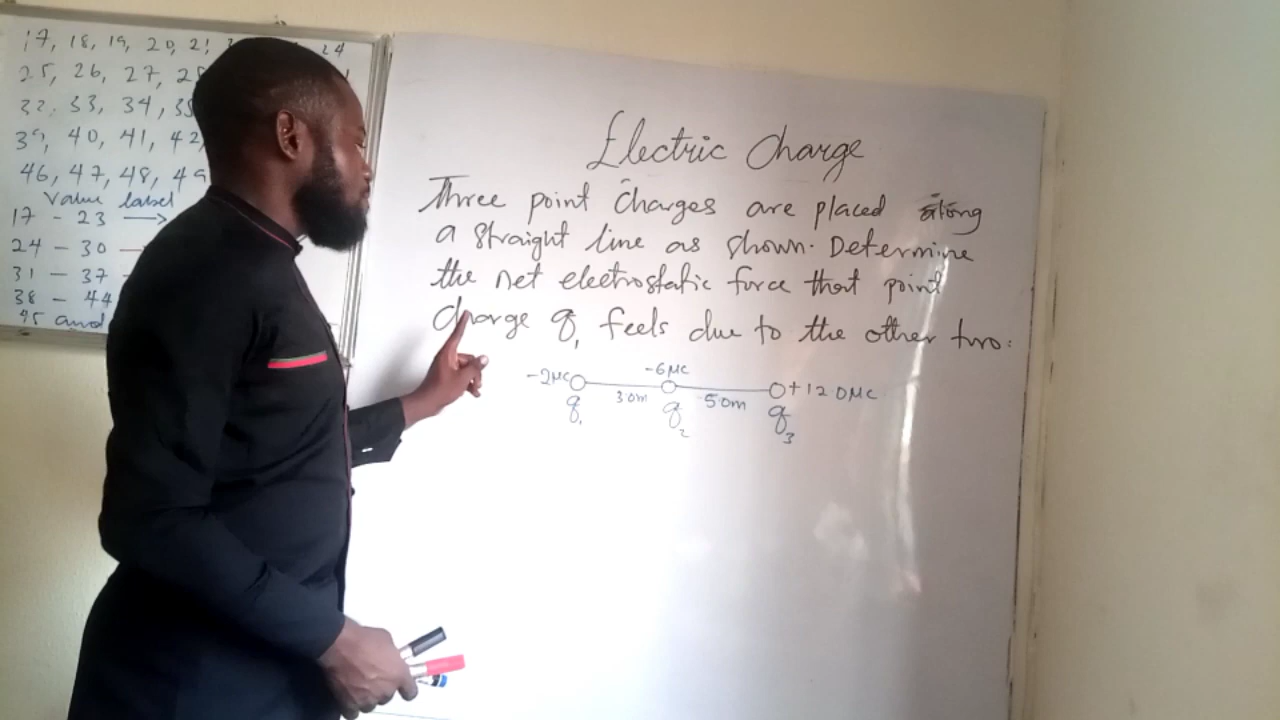 17, 18, 19, 20, 21 24
25, 26, 27, 28
32, 33, 34, 35
39, 40, 41, 42,
46, 47, 48, 49
Value label
17 - 23 →
24 - 30
31 - 37
38 - 44
45 and
Electric Charge
Three point charges are placed along
a straight line as shown. Determine
the net electrostatic force that point
charge q1 feels due to the other two.
-2μC -6μC +12.0μC
3.0m 5.0m
q1 q2 q3